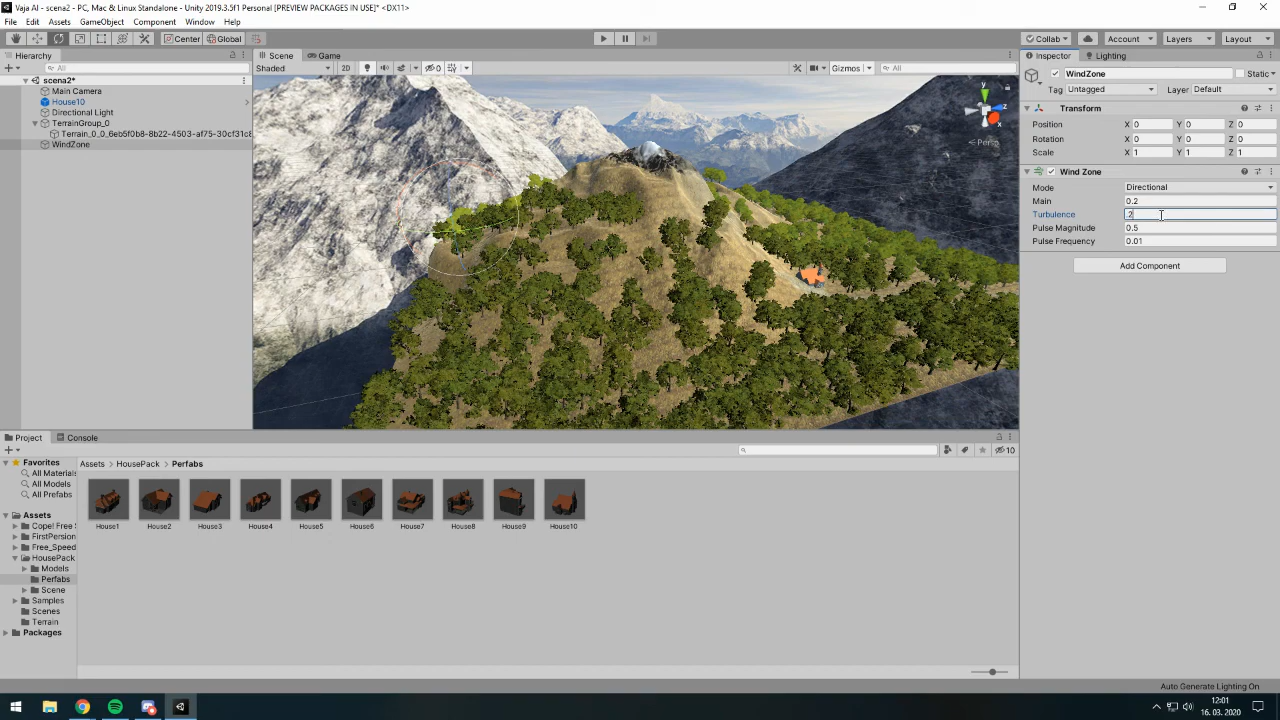 Vaja AI - scena2 - PC, Mac & Linux Standalone - Unity 2019.3.5f1 Personal [PREVIEW PACKAGES IN USE]* <DX11>
File Edit Assets GameObject Component Window Help
Center Global Collab Account Layers Layout
Hierarchy Scene Game Inspector Lighting
All Shaded 2D 0 Gizmos All WindZone Static
scena2*
Main Camera Tag Untagged Layer Default
House10
Directional Light Transform
TerrainGroup_0 Position X 0 Y 0 Z 0
Terrain_0_0_6eb5f0b8-8b22-4503-af75-30cf31c8 Rotation X 0 Y 0 Z 0
WindZone Scale X 1 Y 1 Z 1
y x z
Persp
Wind Zone
Mode Directional
Main 0.2
Turbulence .2
Pulse Magnitude 0.5
Pulse Frequency 0.01
Add Component
Project Console
10
Favorites Assets > HousePack > Perfabs
All Materials
All Models
All Prefabs
Assets
Copel Free S
FirstPersion
Free_Speed
HousePack
Models
Perfabs
Scene
Samples
Scenes
Terrain
Packages
House1 House2 House3 House4 House5 House6 House7 House8 House9 House10
Auto Generate Lighting On
12:01
16. 03. 2020